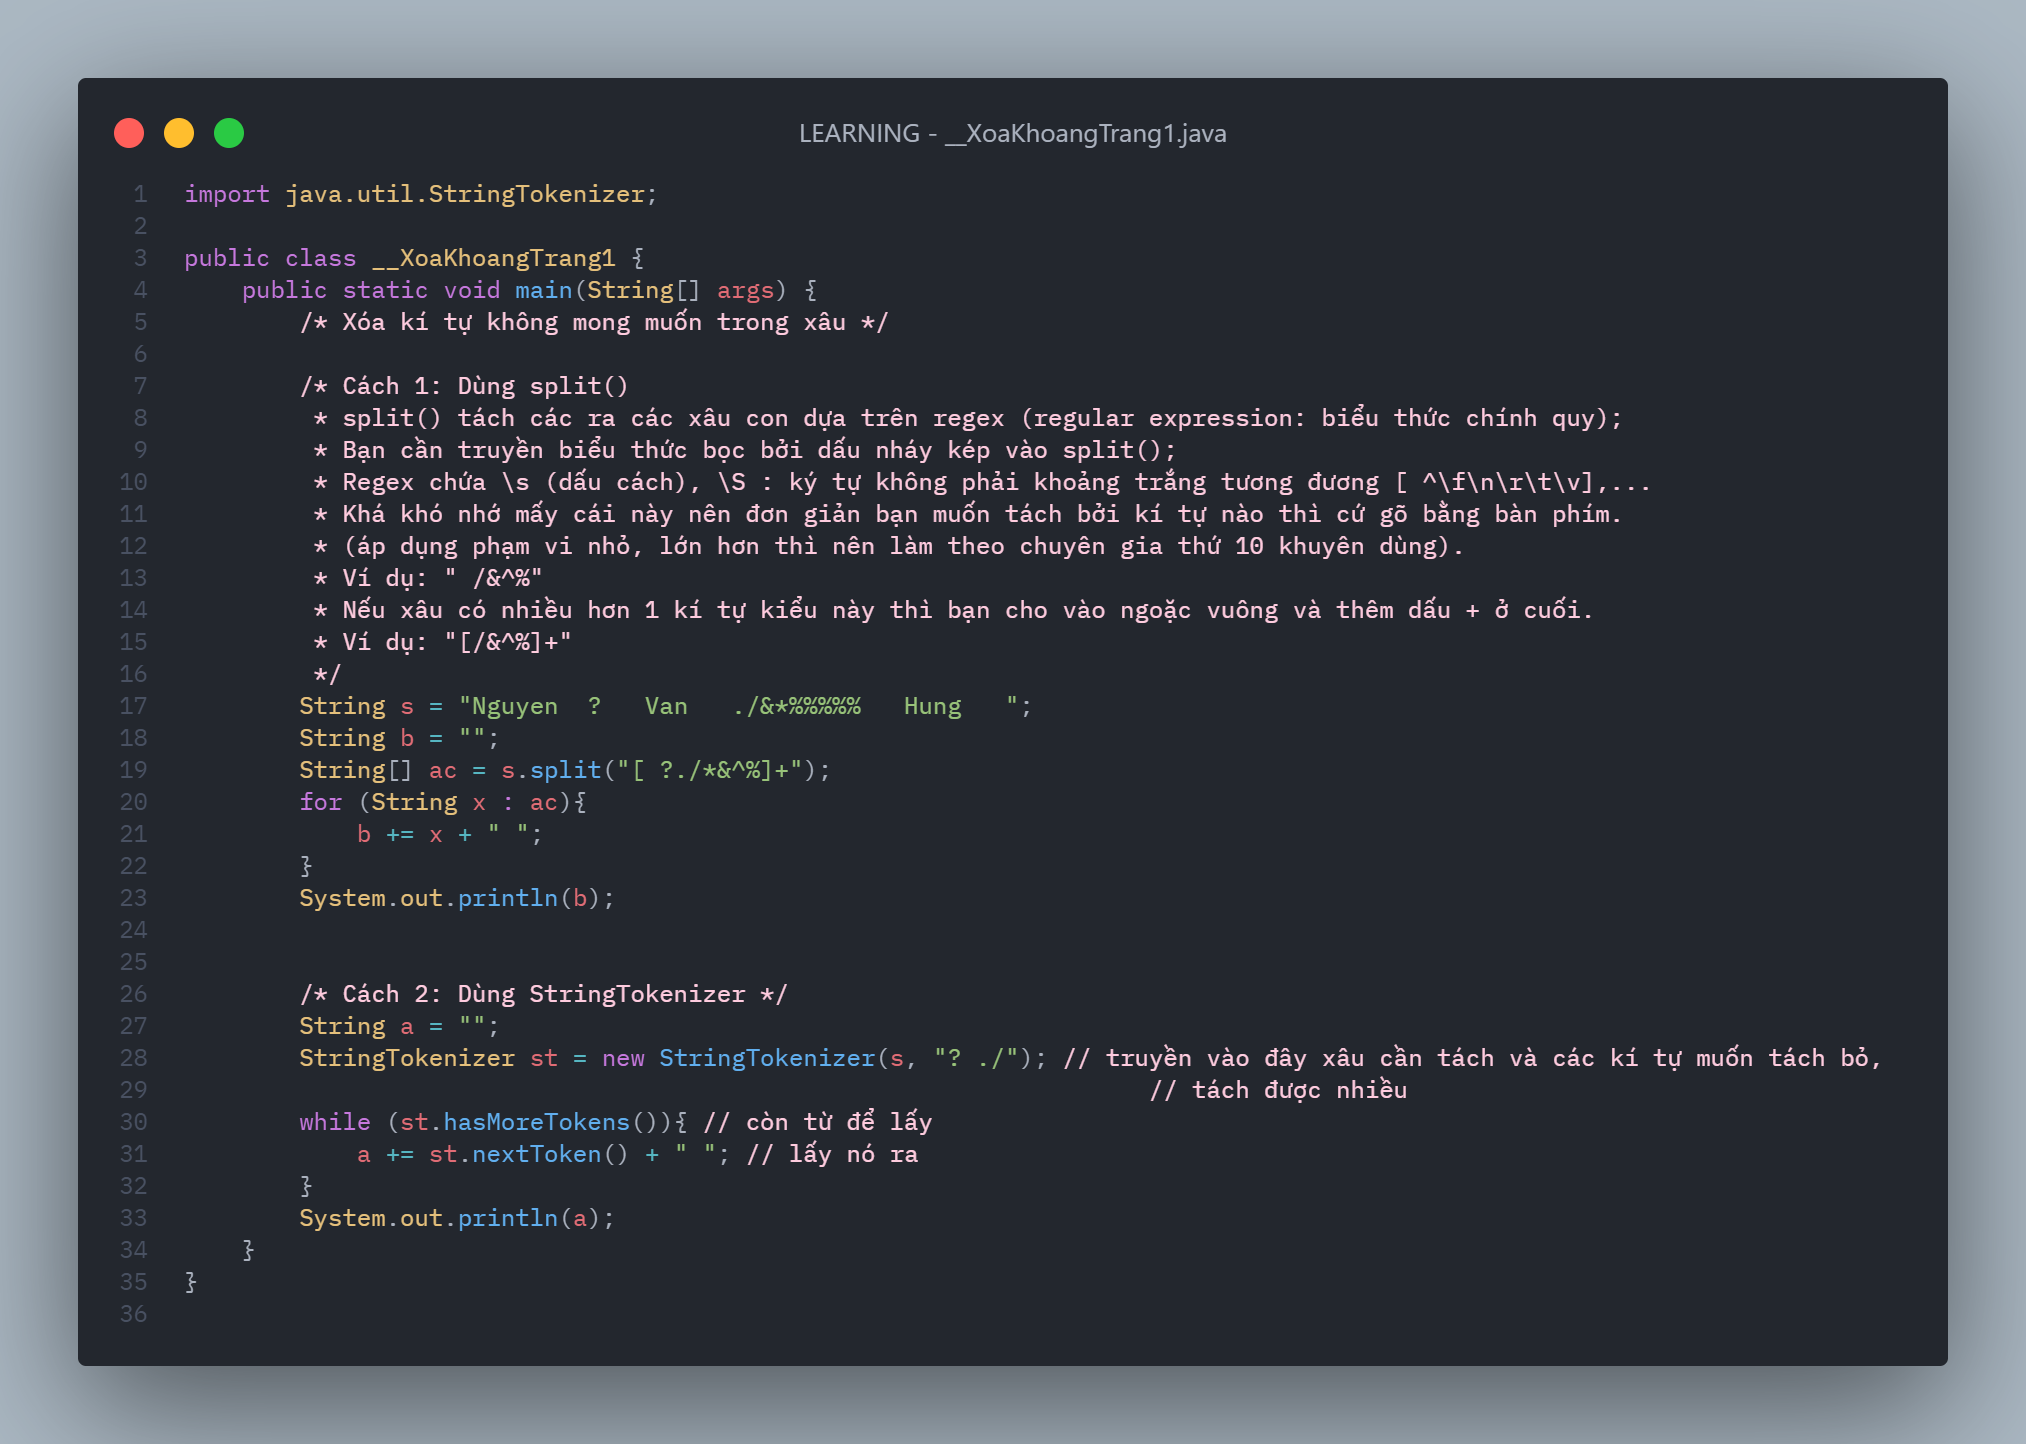 LEARNING - __XoaKhoangTrang1.java
1 import java.util.StringTokenizer;
2
3 public class __XoaKhoangTrang1 {
4     public static void main(String[] args) {
5         /* Xóa kí tự không mong muốn trong xâu */
6
7         /* Cách 1: Dùng split()
8          * split() tách các ra các xâu con dựa trên regex (regular expression: biểu thức chính quy);
9          * Bạn cần truyền biểu thức bọc bởi dấu nháy kép vào split();
10         * Regex chứa \s (dấu cách), \S : ký tự không phải khoảng trắng tương đương [ ^\f\n\r\t\v],...
11         * Khá khó nhớ mấy cái này nên đơn giản bạn muốn tách bởi kí tự nào thì cứ gõ bằng bàn phím.
12         * (áp dụng phạm vi nhỏ, lớn hơn thì nên làm theo chuyên gia thứ 10 khuyên dùng).
13         * Ví dụ: " /&^%"
14         * Nếu xâu có nhiều hơn 1 kí tự kiểu này thì bạn cho vào ngoặc vuông và thêm dấu + ở cuối.
15         * Ví dụ: "[/&^%]+"
16         */
17        String s = "Nguyen  ?   Van   ./&*%%%%%   Hung   ";
18        String b = "";
19        String[] ac = s.split("[ ?./*&^%]+");
20        for (String x : ac){
21            b += x + " ";
22        }
23        System.out.println(b);
24
25
26        /* Cách 2: Dùng StringTokenizer */
27        String a = "";
28        StringTokenizer st = new StringTokenizer(s, "? ./"); // truyền vào đây xâu cần tách và các kí tự muốn tách bỏ,
29                                                                   // tách được nhiều
30        while (st.hasMoreTokens()){ // còn từ để lấy
31            a += st.nextToken() + " "; // lấy nó ra
32        }
33        System.out.println(a);
34    }
35 }
36